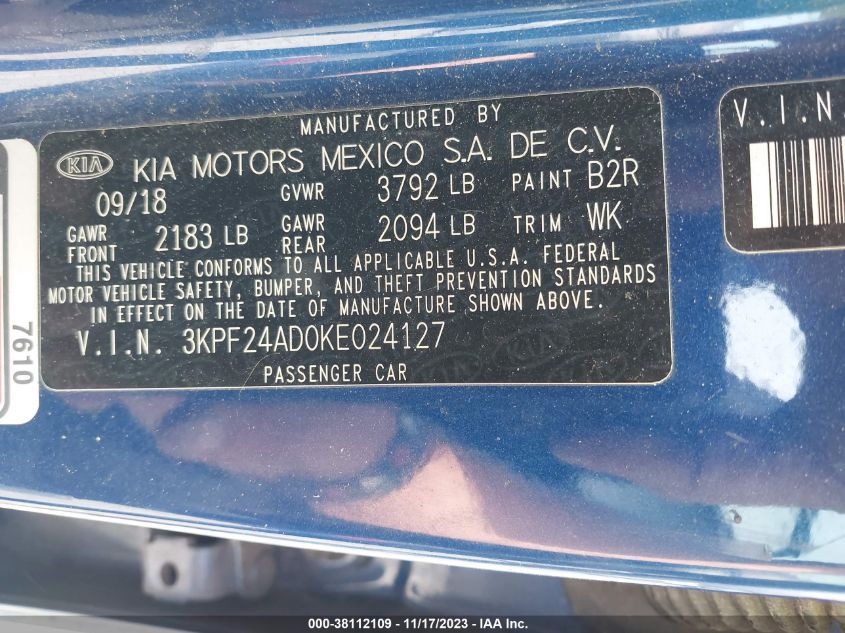 MANUFACTURED BY
KIA KIA MOTORS MEXICO S.A. DE C.V.
09/18 GVWR 3792 LB PAINT B2R
GAWR FRONT 2183 LB GAWR REAR 2094 LB TRIM WK
THIS VEHICLE CONFORMS TO ALL APPLICABLE U.S.A. FEDERAL
MOTOR VEHICLE SAFETY, BUMPER, AND THEFT PREVENTION STANDARDS
IN EFFECT ON THE DATE OF MANUFACTURE SHOWN ABOVE.
V.I.N. 3KPF24AD0KE024127
PASSENGER CAR
V.I.N.
7610
000-38112109 - 11/17/2023 - IAA Inc.